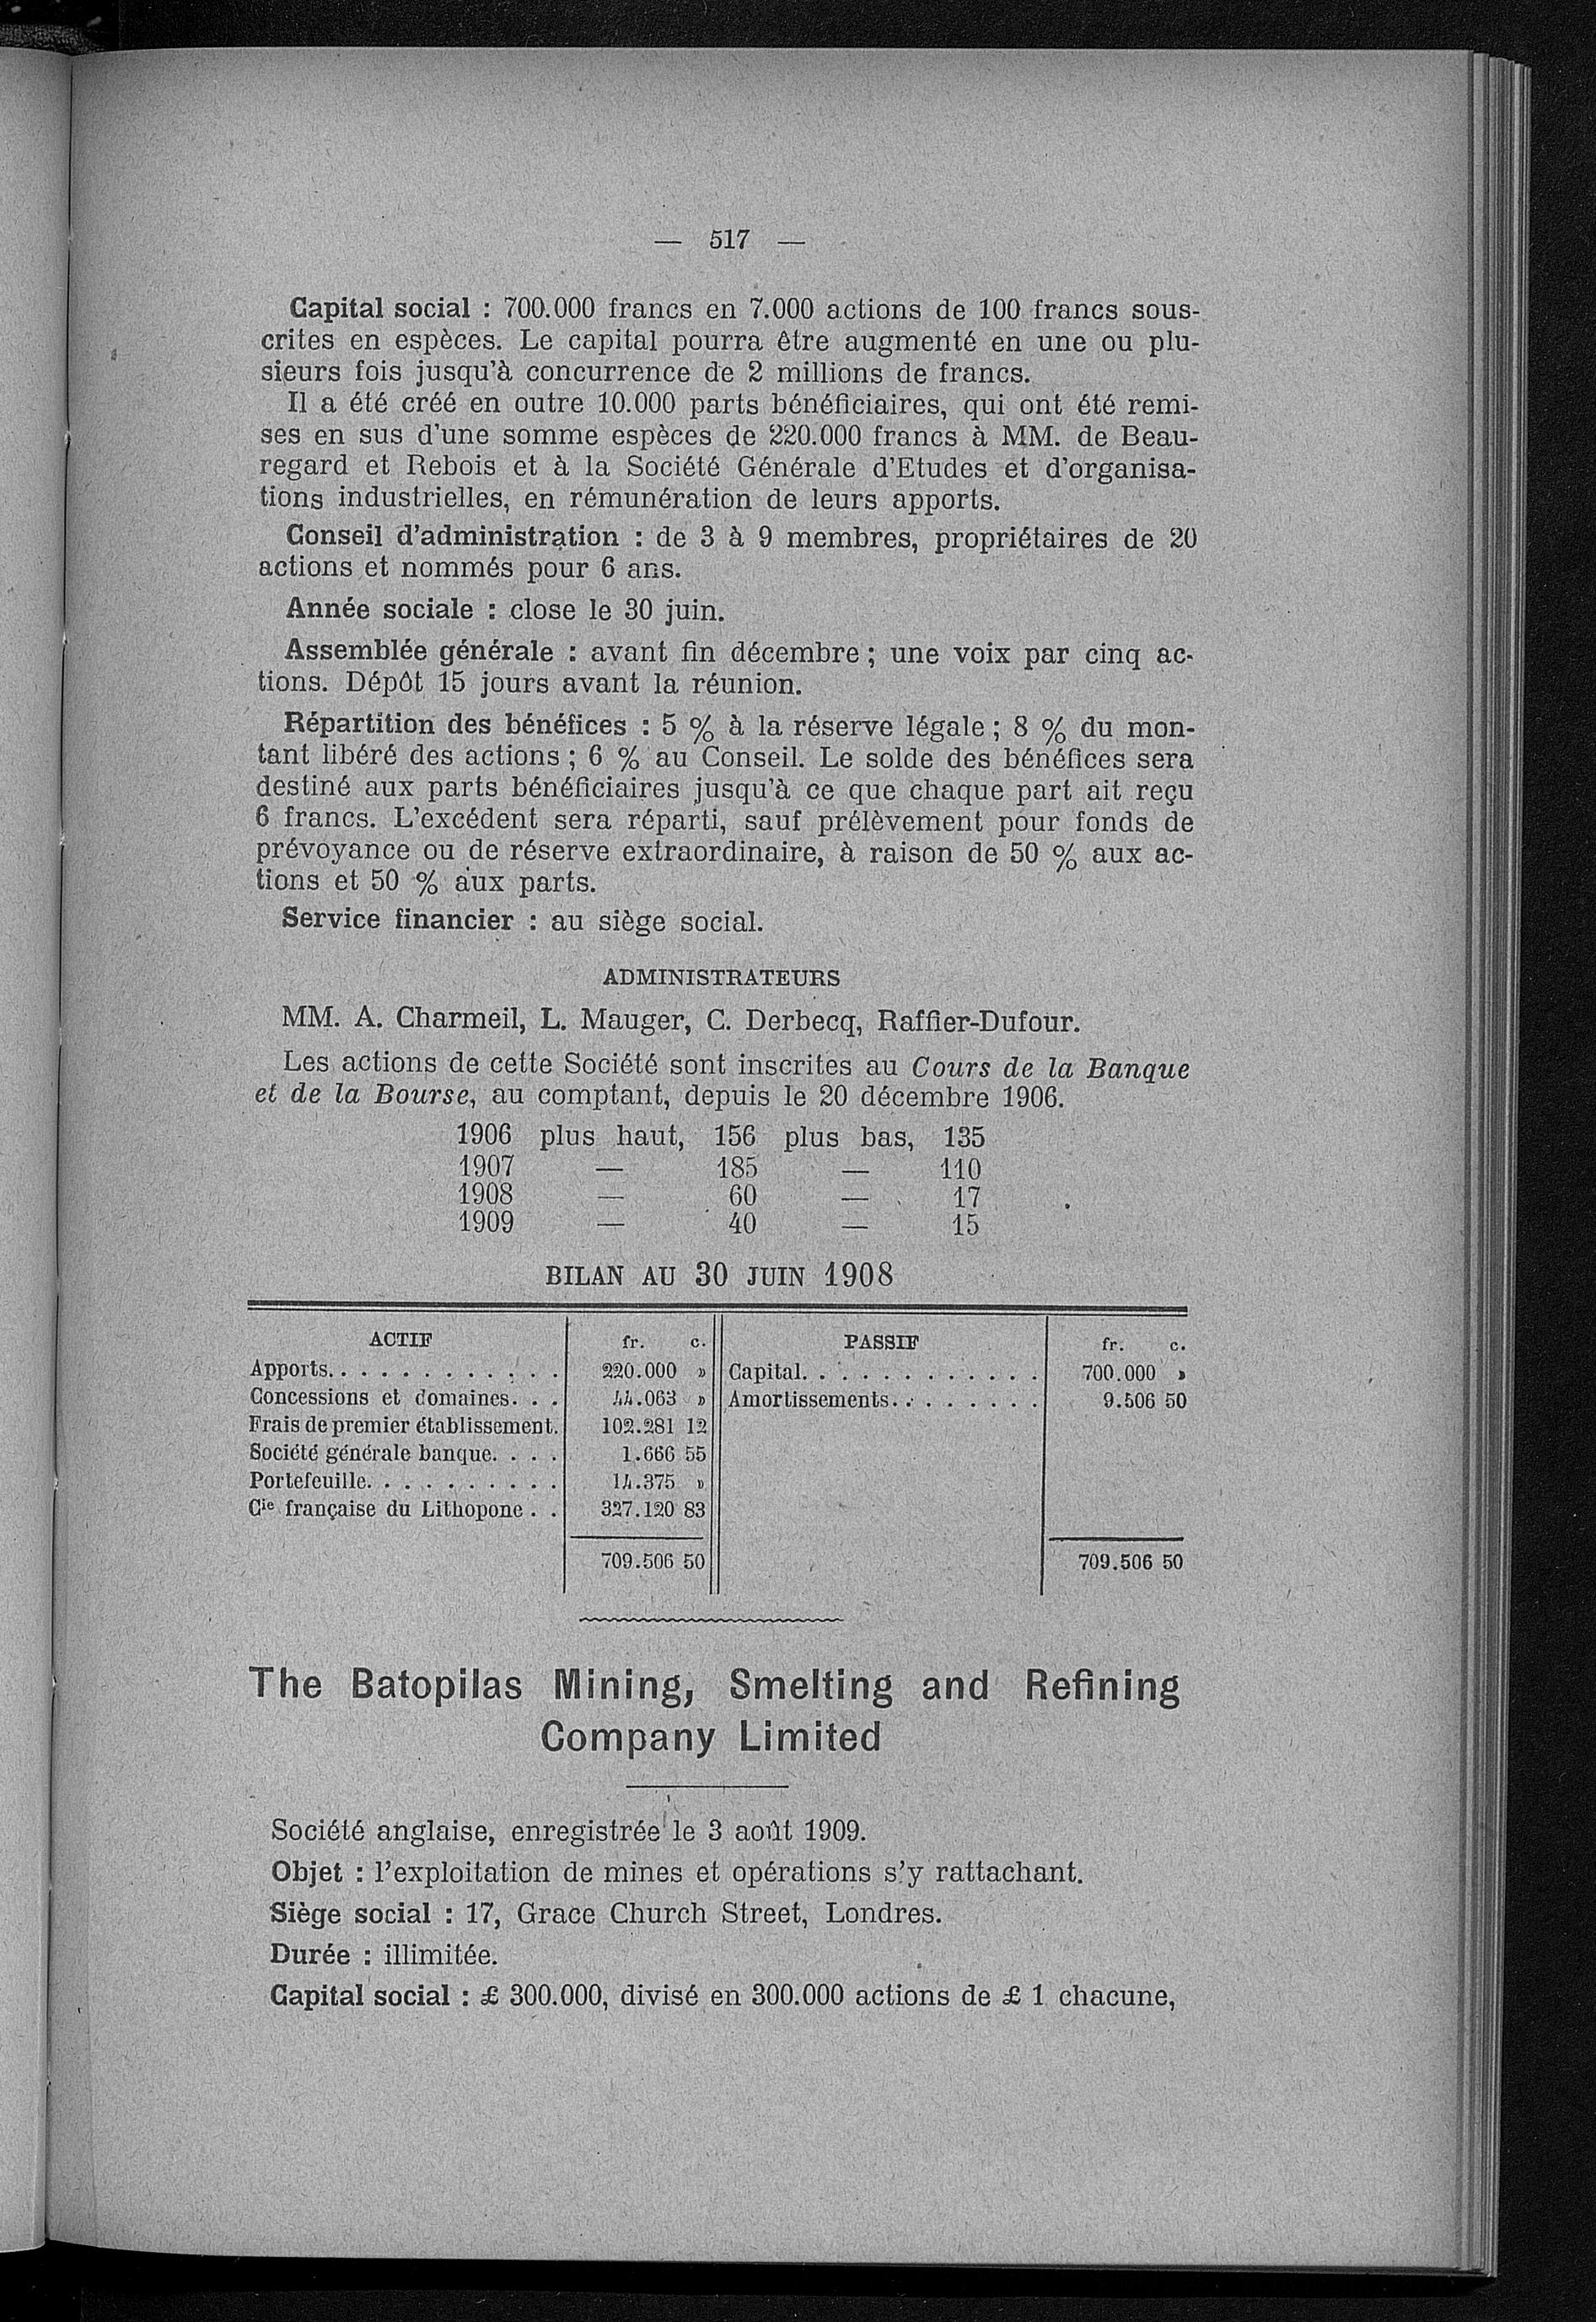 — 517 —
Capital social : 700.000 francs en 7.000 actions de 100 francs sous-
crites en espèces. Le capital pourra être augmenté en une ou plu-
sieurs fois jusqu'à concurrence de 2 millions de francs.
Il a été créé en outre 10.000 parts bénéficiaires, qui ont été remi-
ses en sus d'une somme espèces de 220.000 francs à MM. de Beau-
regard et Rebois et à la Société Générale d'Etudes et d'organisa-
tions industrielles, en rémunération de leurs apports.
Conseil d'administration : de 3 à 9 membres, propriétaires de 20
actions et nommés pour 6 ans.
Année sociale : close le 30 juin.
Assemblée générale : avant fin décembre ; une voix par cinq ac-
tions. Dépôt 15 jours avant la réunion.
Répartition des bénéfices : 5 % à la réserve légale ; 8 % du mon-
tant libéré des actions ; 6 % au Conseil. Le solde des bénéfices sera
destiné aux parts bénéficiaires jusqu'à ce que chaque part ait reçu
6 francs. L'excédent sera réparti, sauf prélèvement pour fonds de
prévoyance ou de réserve extraordinaire, à raison de 50 % aux ac-
tions et 50 % aux parts.
Service financier : au siège social.
ADMINISTRATEURS
MM. A. Charmeil, L. Mauger, C. Derbecq, Raffier-Dufour.
Les actions de cette Société sont inscrites au Cours de la Banque
et de la Bourse, au comptant, depuis le 20 décembre 1906.
1906 plus haut, 156 plus bas, 135
1907 — 185 — 110
1908 — 60 — 17
1909 — 40 — 15
BILAN AU 30 JUIN 1908
ACTIF fr. c. PASSIF fr. c.
Apports. . . . . . . . . . . . 220.000 » Capital. . . . . . . . . . . . 700.000 »
Concessions et domaines. . . 44.063 » Amortissements. . . . . . . . 9.506 50
Frais de premier établissement. 102.281 12
Société générale banque. . . . 1.666 55
Portefeuille. . . . . . . . . . 14.375 »
Cie française du Lithopone . . 327.120 83
709.506 50 709.506 50
The Batopilas Mining, Smelting and Refining
Company Limited
Société anglaise, enregistrée le 3 août 1909.
Objet : l'exploitation de mines et opérations s'y rattachant.
Siège social : 17, Grace Church Street, Londres.
Durée : illimitée.
Capital social : £ 300.000, divisé en 300.000 actions de £ 1 chacune,